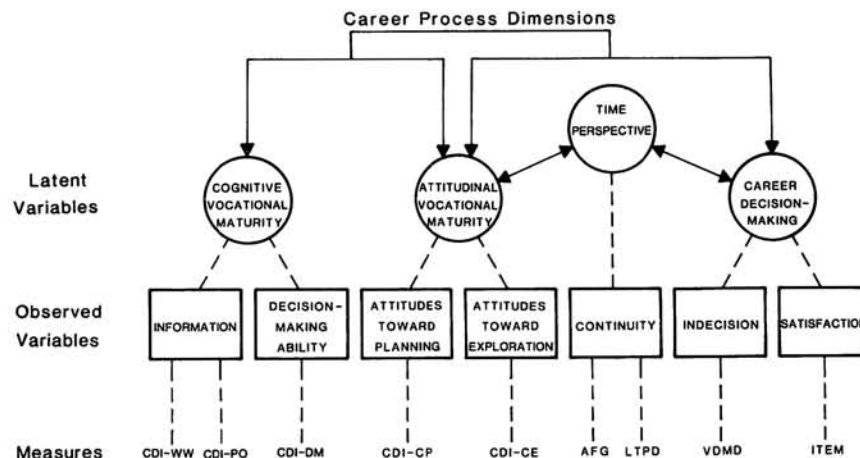 Career Process Dimensions
TIME
PERSPECTIVE
Latent
Variables
COGNITIVE
VOCATIONAL
MATURITY
ATTITUDINAL
VOCATIONAL
MATURITY
CAREER
DECISION-
MAKING
Observed
Variables
INFORMATION
DECISION-
MAKING
ABILITY
ATTITUDES
TOWARD
PLANNING
ATTITUDES
TOWARD
EXPLORATION
CONTINUITY
INDECISION
SATISFACTION
Measures
CDI-WW
CDI-PO
CDI-DM
CDI-CP
CDI-CE
AFG
LTPD
VDMD
ITEM